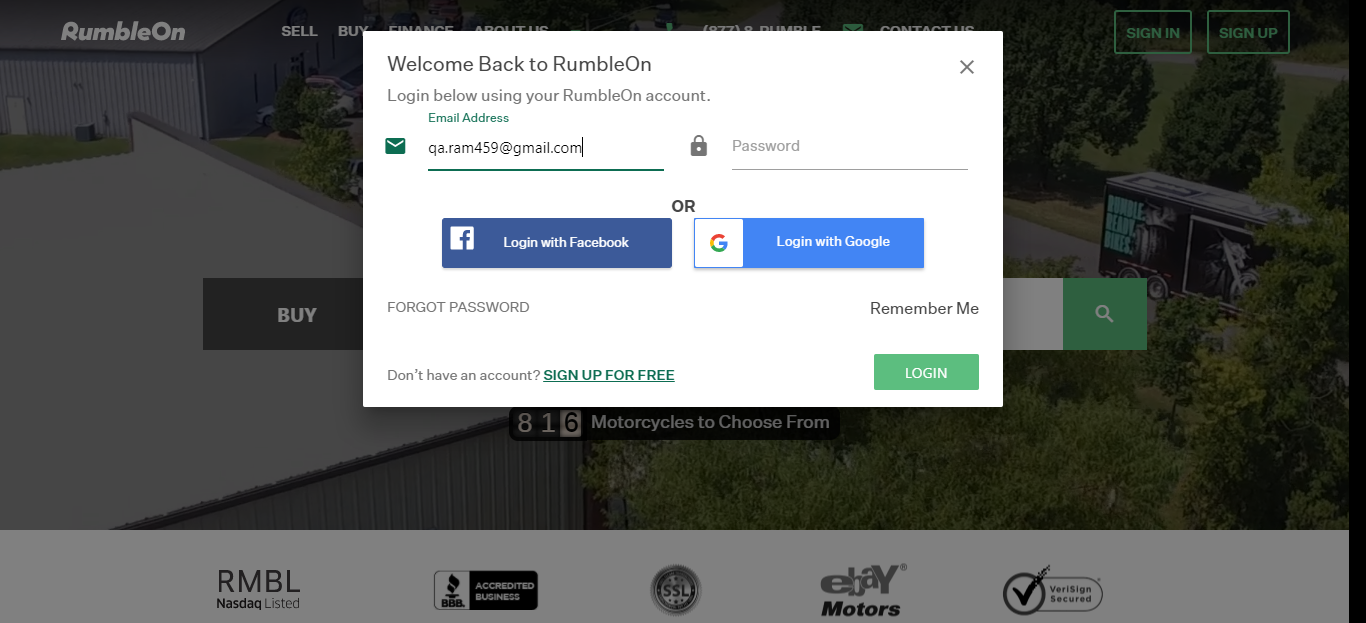 RumbleOn
SELL BUY FINANCE ABOUT US (877) 8-RUMBLE CONTACT US SIGN IN SIGN UP
Welcome Back to RumbleOn
Login below using your RumbleOn account.
Email Address
qa.ram459@gmail.com Password
OR
Login with Facebook Login with Google
BUY
FORGOT PASSWORD Remember Me
Don't have an account? SIGN UP FOR FREE LOGIN
816 Motorcycles to Choose From
RMBL
Nasdaq Listed
BBB. ACCREDITED
BUSINESS
SSL
ebaY®
Motors
VeriSign
Secured